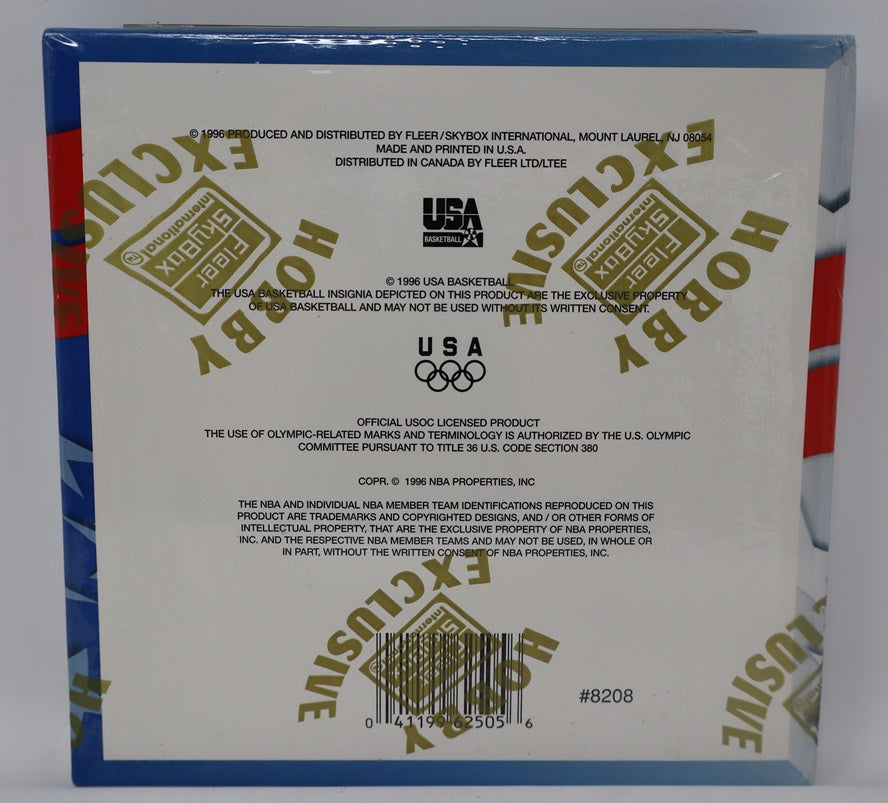 © 1996 PRODUCED AND DISTRIBUTED BY FLEER/SKYBOX INTERNATIONAL, MOUNT LAUREL, NJ 08054
MADE AND PRINTED IN U.S.A.
DISTRIBUTED IN CANADA BY FLEER LTD/LTEE
USA
BASKETBALL
© 1996 USA BASKETBALL
THE USA BASKETBALL INSIGNIA DEPICTED ON THIS PRODUCT ARE THE EXCLUSIVE PROPERTY
OF USA BASKETBALL AND MAY NOT BE USED WITHOUT ITS WRITTEN CONSENT.
USA
OFFICIAL USOC LICENSED PRODUCT
THE USE OF OLYMPIC-RELATED MARKS AND TERMINOLOGY IS AUTHORIZED BY THE U.S. OLYMPIC
COMMITTEE PURSUANT TO TITLE 36 U.S. CODE SECTION 380
COPR. © 1996 NBA PROPERTIES, INC
THE NBA AND INDIVIDUAL NBA MEMBER TEAM IDENTIFICATIONS REPRODUCED ON THIS
PRODUCT ARE TRADEMARKS AND COPYRIGHTED DESIGNS, AND / OR OTHER FORMS OF
INTELLECTUAL PROPERTY, THAT ARE THE EXCLUSIVE PROPERTY OF NBA PROPERTIES,
INC. AND THE RESPECTIVE NBA MEMBER TEAMS AND MAY NOT BE USED, IN WHOLE OR
IN PART, WITHOUT THE WRITTEN CONSENT OF NBA PROPERTIES, INC.
#8208
0 41199 62505 6
HOBBY
EXCLUSIVE
Fleer
SkyBox
International™
HOBBY
EXCLUSIVE
Fleer
SkyBox
International™
HOBBY
EXCLUSIVE
Fleer
SkyBox
International™